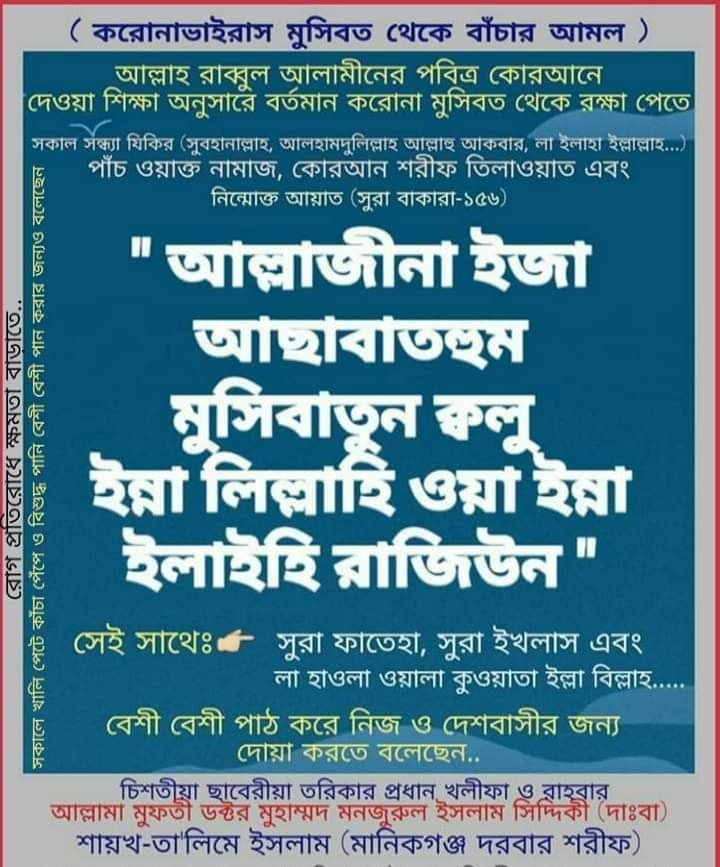 ( করোনাভাইরাস মুসিবত থেকে বাঁচার আমল )
আল্লাহ রাব্বুল আলামীনের পবিত্র কোরআনে
দেওয়া শিক্ষা অনুসারে বর্তমান করোনা মুসিবত থেকে রক্ষা পেতে
সকাল সন্ধ্যা যিকির (সুবহানাল্লাহ, আলহামদুলিল্লাহ আল্লাহু আকবার, লা ইলাহা ইল্লাল্লাহ...)
পাঁচ ওয়াক্ত নামাজ, কোরআন শরীফ তিলাওয়াত এবং
নিম্মোক্ত আয়াত (সুরা বাকারা-১৫৬)
" আল্লাজীনা ইজা
আছাবাতহুম
মুসিবাতুন ক্বলু
ইন্না লিল্লাহি ওয়া ইন্না
ইলাইহি রাজিউন "
সেই সাথেঃ👉 সুরা ফাতেহা, সুরা ইখলাস এবং
লা হাওলা ওয়ালা কুওয়াতা ইল্লা বিল্লাহ.....
বেশী বেশী পাঠ করে নিজ ও দেশবাসীর জন্য
দোয়া করতে বলেছেন..
রোগ প্রতিরোধে ক্ষমতা বাড়াতে..
সকালে খালি পেটে কাঁচা পেঁপে ও বিশুদ্ধ পানি বেশী বেশী পান করার জন্যও বলেছেন
চিশতীয়া ছাবেরীয়া তরিকার প্রধান খলীফা ও রাহবার
আল্লামা মুফতী ডক্টর মুহাম্মদ মনজুরুল ইসলাম সিদ্দিকী (দাঃবা)
শায়খ-তা'লিমে ইসলাম (মানিকগঞ্জ দরবার শরীফ)